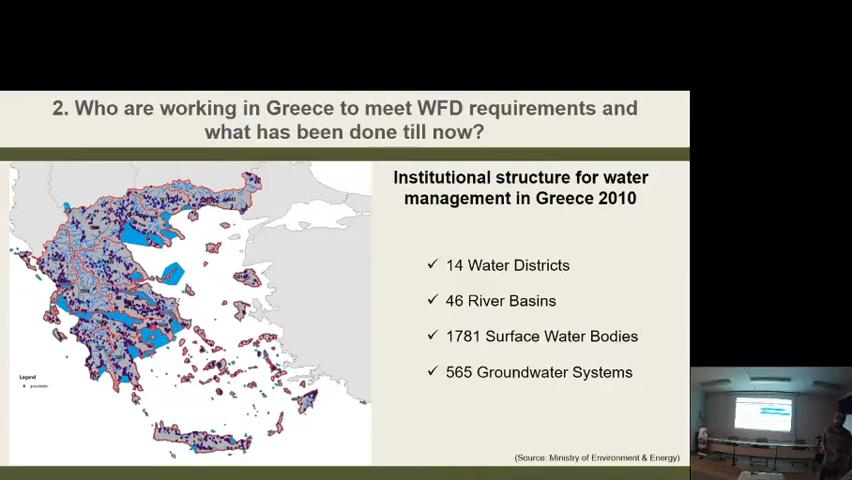 2. Who are working in Greece to meet WFD requirements and
what has been done till now?
Institutional structure for water
management in Greece 2010
✓ 14 Water Districts
✓ 46 River Basins
✓ 1781 Surface Water Bodies
✓ 565 Groundwater Systems
Legend
(Source: Ministry of Environment & Energy)